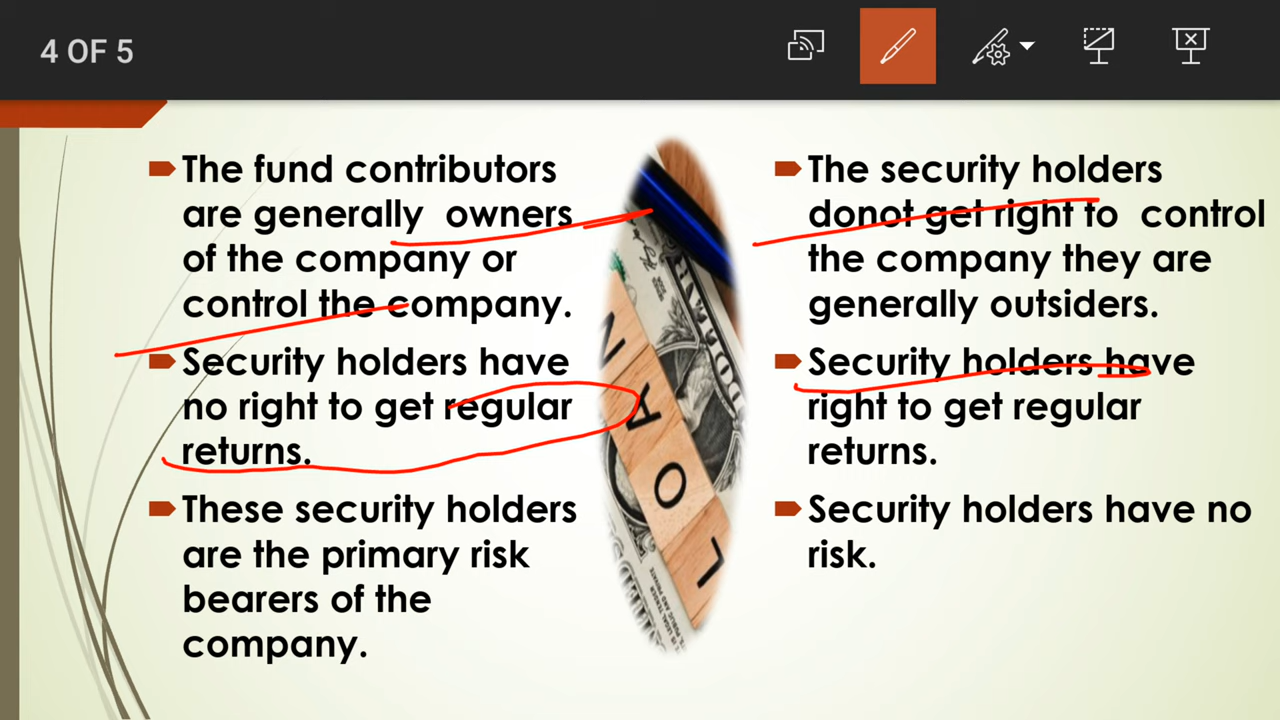 4 OF 5
The fund contributors
are generally owners
of the company or
control the company.
Security holders have
no right to get regular
returns.
These security holders
are the primary risk
bearers of the
company.
LOAN
The security holders
donot get right to control
the company they are
generally outsiders.
Security holders have
right to get regular
returns.
Security holders have no
risk.